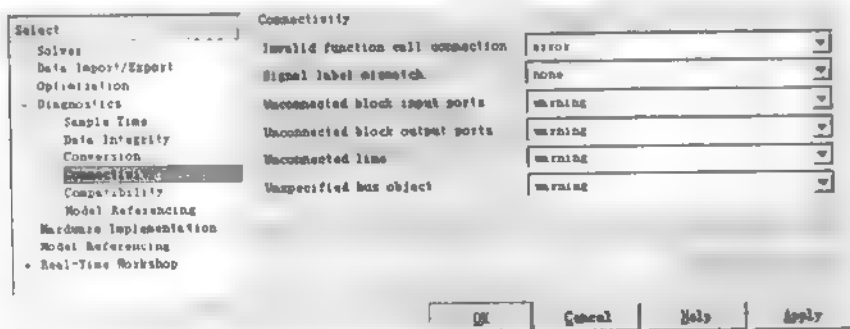 Select
Solver
Data Import/Export
Optimization
- Diagnostics
Sample Time
Data Integrity
Conversion
Connectivity
Compatibility
Model Referencing
Hardware Implementation
Model Referencing
+ Real-Time Workshop
Connectivity
Invalid function call connection error
Signal label mismatch none
Unconnected block input ports warning
Unconnected block output ports warning
Unconnected line warning
Unspecified bus object warning
OK Cancel Help Apply